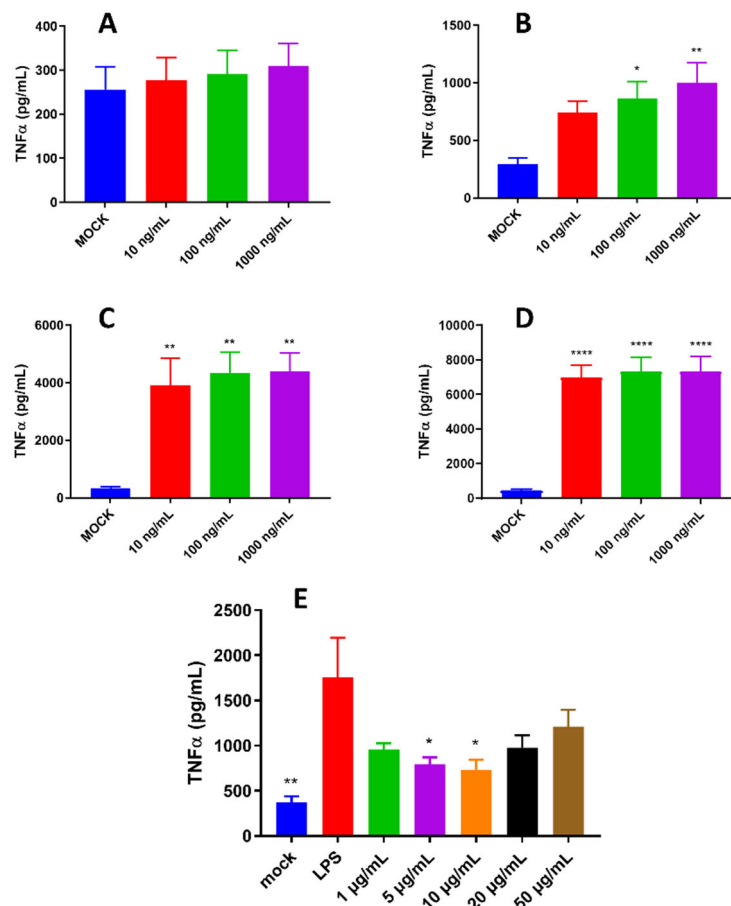 A
TNFα (pg/mL)
400
300
200
100
0
MOCK
10 ng/mL
100 ng/mL
1000 ng/mL
B
TNFα (pg/mL)
1500
1000
500
0
*
**
MOCK
10 ng/mL
100 ng/mL
1000 ng/mL
C
TNFα (pg/mL)
6000
4000
2000
0
**
**
**
MOCK
10 ng/mL
100 ng/mL
1000 ng/mL
D
TNFα (pg/mL)
10000
8000
6000
4000
2000
0
****
****
****
MOCK
10 ng/mL
100 ng/mL
1000 ng/mL
E
TNFα (pg/mL)
2500
2000
1500
1000
500
0
**
*
*
mock
LPS
1 µg/mL
5 µg/mL
10 µg/mL
20 µg/mL
50 µg/mL